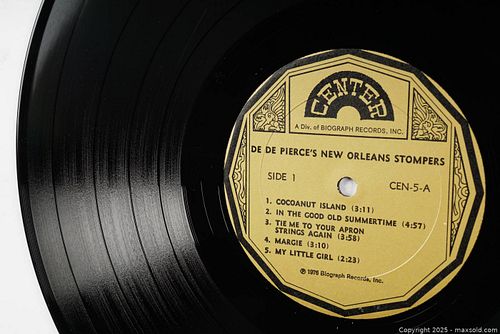 CENTER
A Div. of BIOGRAPH RECORDS, INC.
DE DE PIERCE'S NEW ORLEANS STOMPERS
SIDE 1
CEN-5-A
1. COCOANUT ISLAND (3:11)
2. IN THE GOOD OLD SUMMERTIME (4:57)
3. TIE ME TO YOUR APRON
STRINGS AGAIN (3:58)
4. MARGIE (3:10)
5. MY LITTLE GIRL (2:23)
℗ 1976 Biograph Records, Inc.
Copyright 2025 - maxsold.com